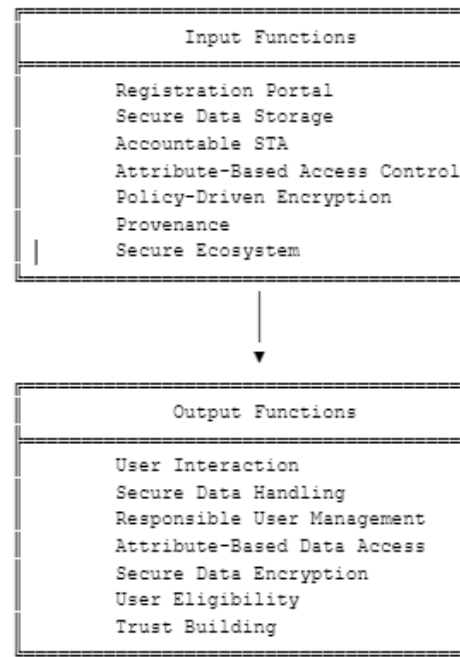 Input Functions
Registration Portal
Secure Data Storage
Accountable STA
Attribute-Based Access Control
Policy-Driven Encryption
Provenance
Secure Ecosystem
Output Functions
User Interaction
Secure Data Handling
Responsible User Management
Attribute-Based Data Access
Secure Data Encryption
User Eligibility
Trust Building